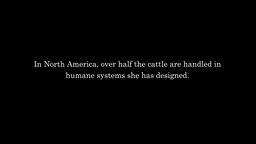 In North America, over half the cattle are handled in
humane systems she has designed.